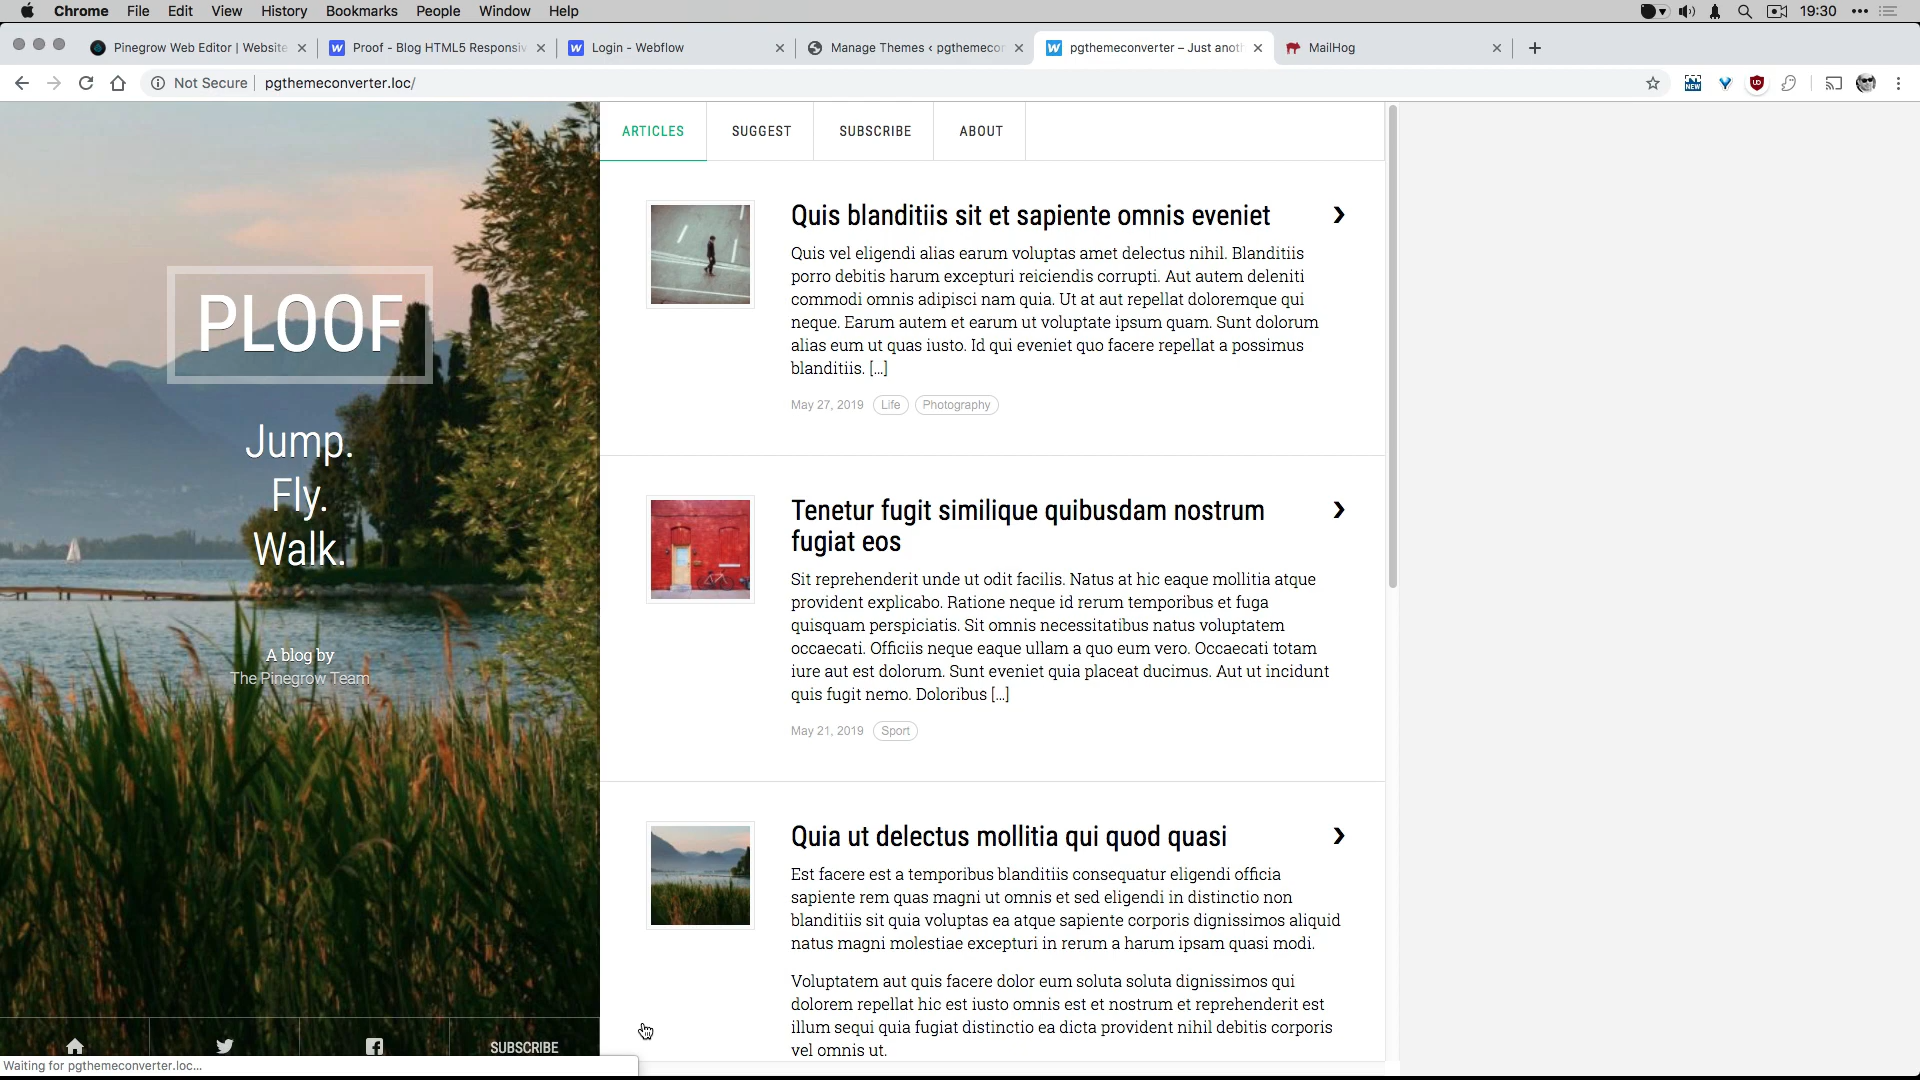 Chrome File Edit View History Bookmarks People Window Help 19:30
Pinegrow Web Editor | Website
Proof - Blog HTML5 Responsiv
Login - Webflow
Manage Themes ‹ pgthemecor
pgthemeconverter – Just anoth
MailHog
Not Secure pgthemeconverter.loc/
NEW
PLOOF
Jump.
Fly.
Walk.
A blog by
The Pinegrow Team
SUBSCRIBE
Waiting for pgthemeconverter.loc...
ARTICLES SUGGEST SUBSCRIBE ABOUT
Quis blanditiis sit et sapiente omnis eveniet
Quis vel eligendi alias earum voluptas amet delectus nihil. Blanditiis
porro debitis harum excepturi reiciendis corrupti. Aut autem deleniti
commodi omnis adipisci nam quia. Ut at aut repellat doloremque qui
neque. Earum autem et earum ut voluptate ipsum quam. Sunt dolorum
alias eum ut quas iusto. Id qui eveniet quo facere repellat a possimus
blanditiis. [...]
May 27, 2019 Life Photography
Tenetur fugit similique quibusdam nostrum
fugiat eos
Sit reprehenderit unde ut odit facilis. Natus at hic eaque mollitia atque
provident explicabo. Ratione neque id rerum temporibus et fuga
quisquam perspiciatis. Sit omnis necessitatibus natus voluptatem
occaecati. Officiis neque eaque ullam a quo eum vero. Occaecati totam
iure aut est dolorum. Sunt eveniet quia placeat ducimus. Aut ut incidunt
quis fugit nemo. Doloribus [...]
May 21, 2019 Sport
Quia ut delectus mollitia qui quod quasi
Est facere est a temporibus blanditiis consequatur eligendi officia
sapiente rem quas magni ut omnis et sed eligendi in distinctio non
blanditiis sit quia voluptas ea atque sapiente corporis dignissimos aliquid
natus magni molestiae excepturi in rerum a harum ipsam quasi modi.
Voluptatem aut quis facere dolor eum soluta soluta dignissimos qui
dolorem repellat hic est iusto omnis est et nostrum et reprehenderit est
illum sequi quia fugiat distinctio ea dicta provident nihil debitis corporis
vel omnis ut.